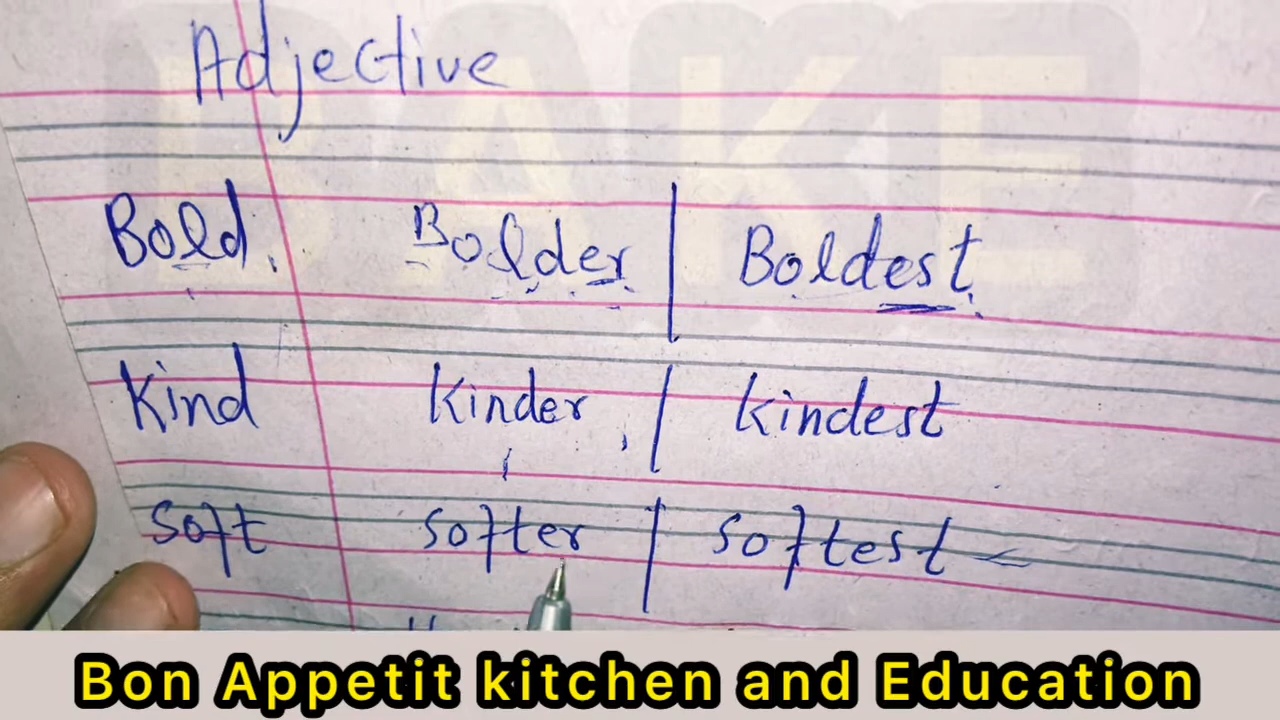 Adjective
Bold, Bolder | Boldest
Kind Kinder, | Kindest
Soft Softer | Softest
Bon Appetit kitchen and Education